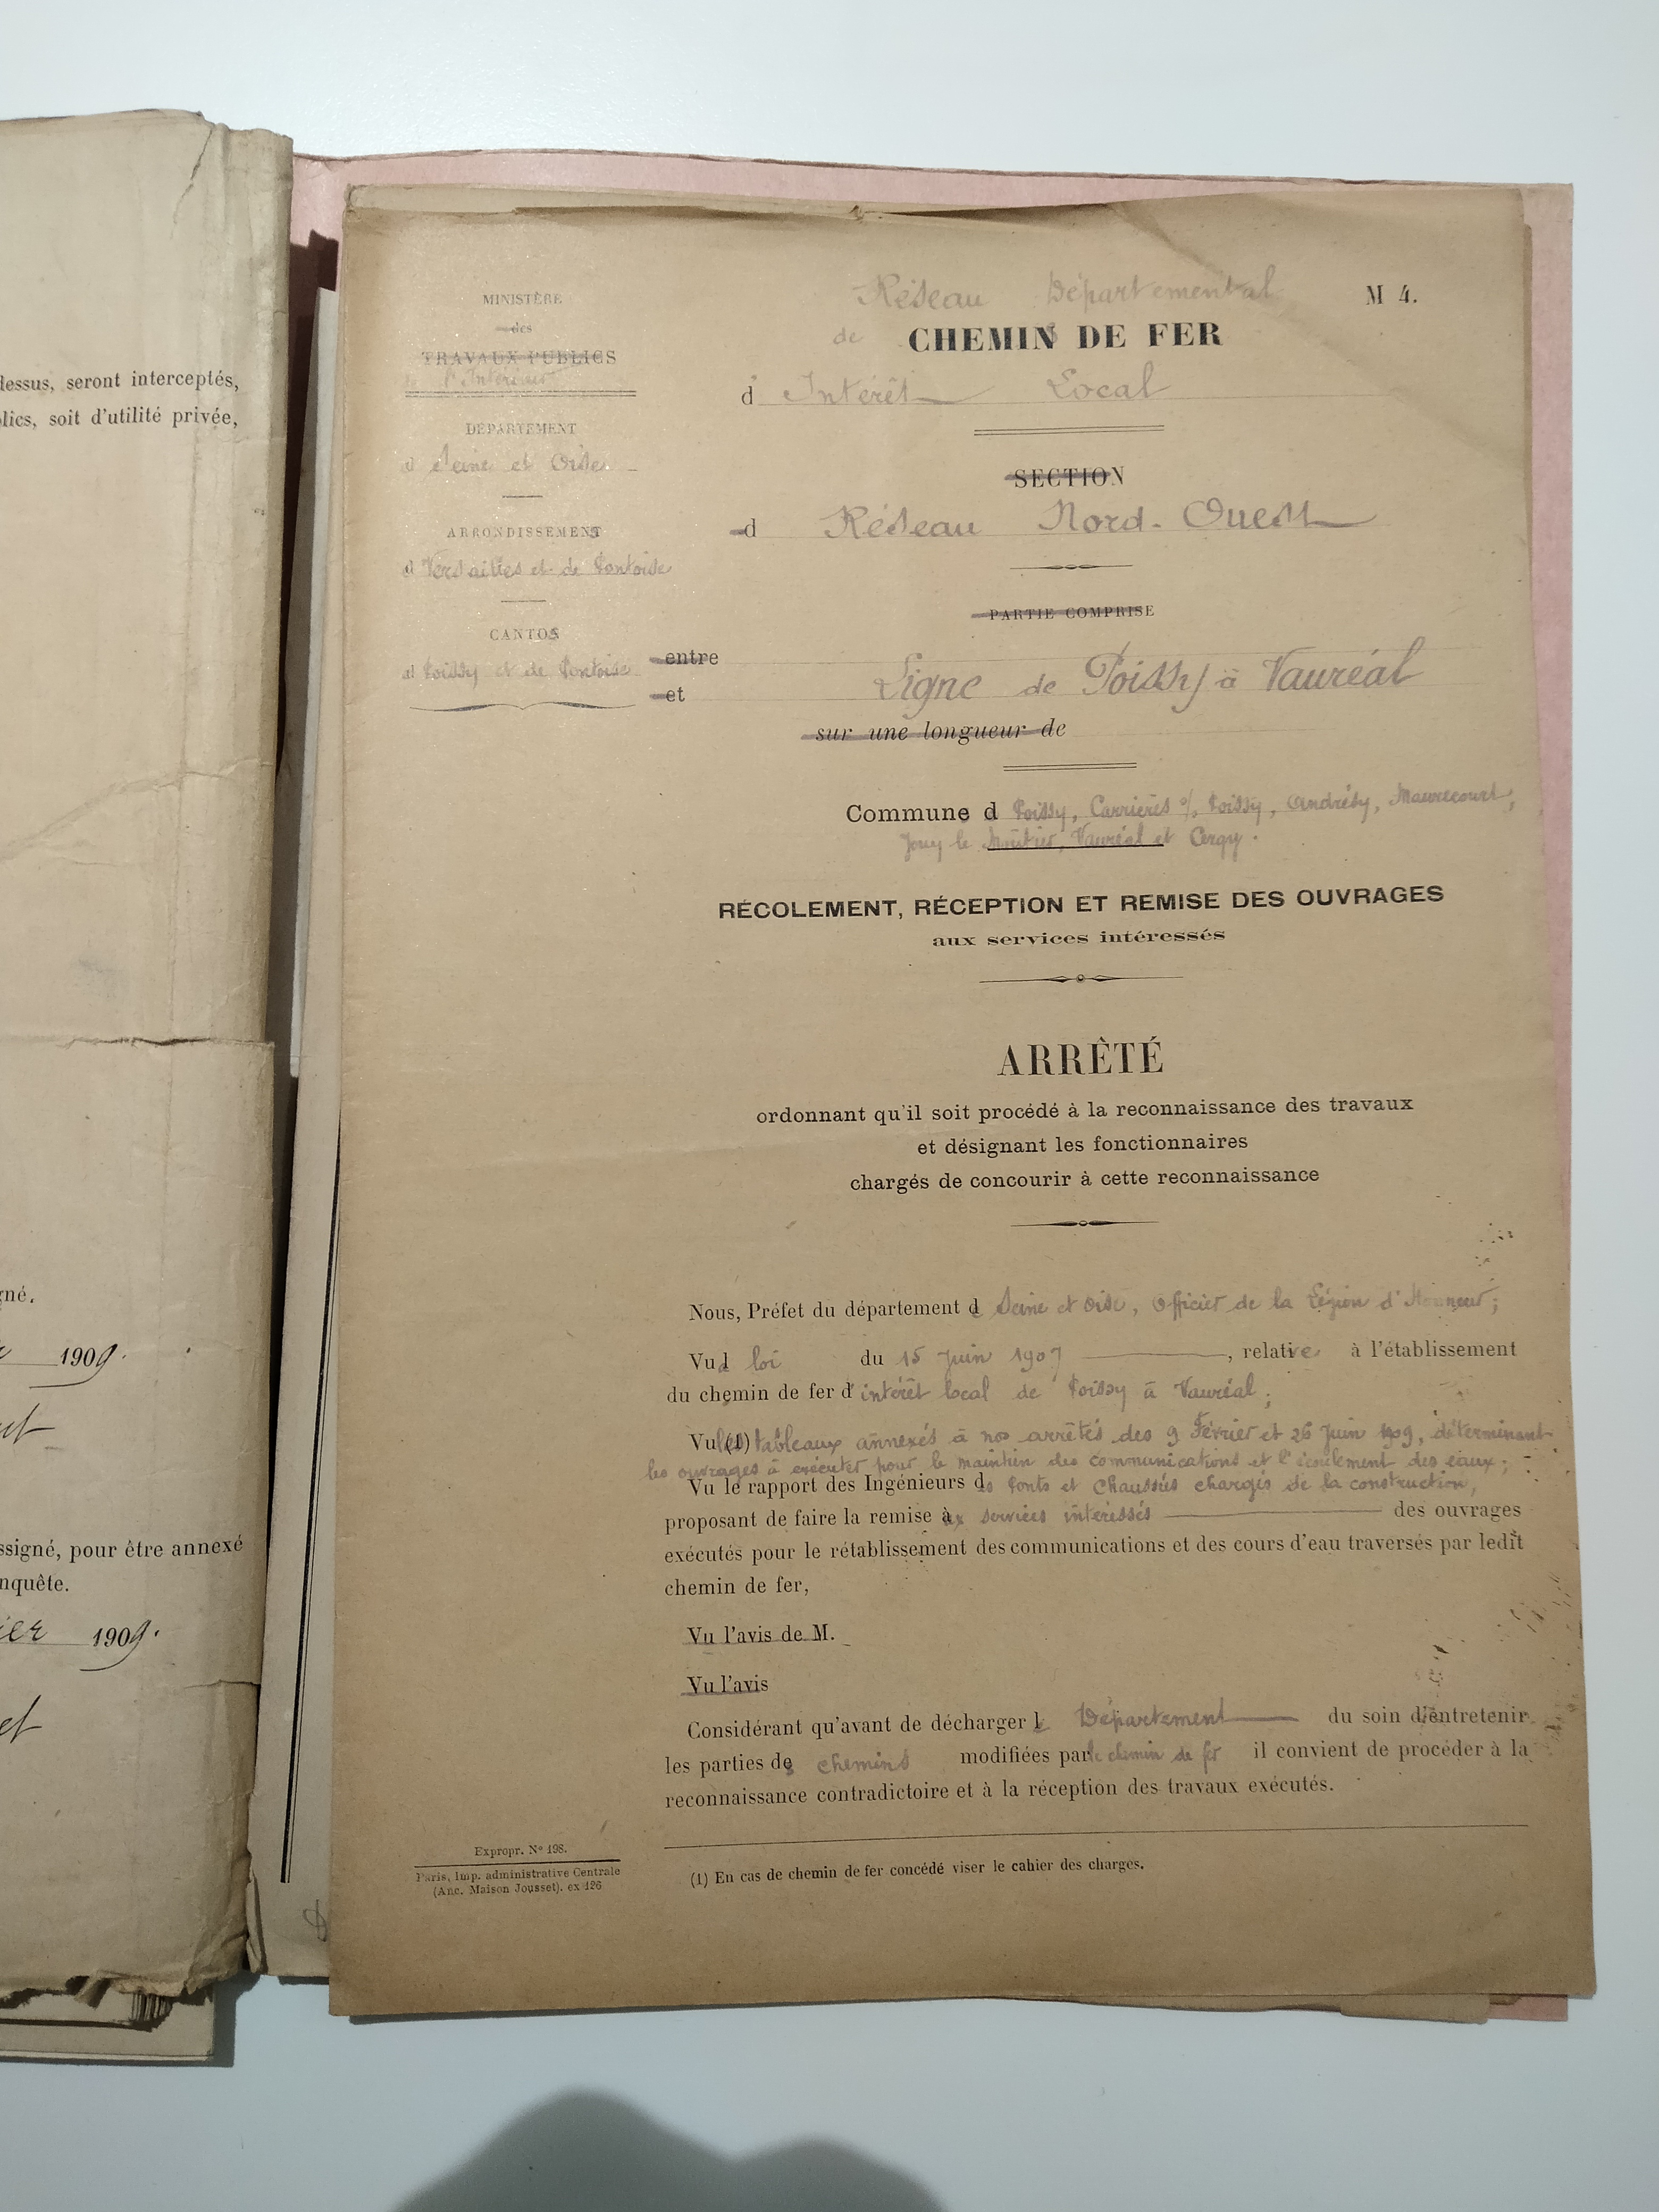 dessus, seront interceptés,
blics, soit d'utilité privée,
gné.
1909.
ssigné, pour être annexé
nquête.
ier 1909.
et
MINISTÈRE
des
TRAVAUX PUBLICS
de l'Intérieur
DÉPARTEMENT
d Seine et Oise
ARRONDISSEMENTS
d Versailles et de Pontoise
CANTOS
d Poissy et de Pontoise
Réseau Départemental
M 4.
de CHEMINS DE FER
d'Intérêt Local
SECTION
d Réseau Nord-Ouest
PARTIE COMPRISE
entre
et
Ligne de Poissy à Vauréal
sur une longueur de
Commune d Poissy, Carrières s/ Poissy, Andrésy, Maurecourt,
Jouy le Moûtier, Vauréal et Cergy.
RÉCOLEMENT, RÉCEPTION ET REMISE DES OUVRAGES
aux services intéressés
ARRÊTÉ
ordonnant qu'il soit procédé à la reconnaissance des travaux
et désignant les fonctionnaires
chargés de concourir à cette reconnaissance
Nous, Préfet du département de Seine et Oise, Officier de la Légion d'Honneur;
Vu la loi du 15 Juin 1907, relative à l'établissement
du chemin de fer d'intérêt local de Poissy à Vauréal;
Vu (1) les tableaux annexés à nos arrêtés des 9 Février et 26 Juin 1909, déterminant
les ouvrages à exécuter pour le maintien des communications et l'écoulement des eaux;
Vu le rapport des Ingénieurs des Ponts et Chaussées chargés de la construction,
proposant de faire la remise aux services intéressés des ouvrages
exécutés pour le rétablissement des communications et des cours d'eau traversés par ledit
chemin de fer,
Vu l'avis de M.
Vu l'avis
Considérant qu'avant de décharger le Département du soin d'entretenir
les parties des chemins modifiées par le chemin de fer il convient de procéder à la
reconnaissance contradictoire et à la réception des travaux exécutés.
Expropr. N° 198.
Paris, Imp. administrative Centrale
(Anc. Maison Jousset). ex 126
(1) En cas de chemin de fer concédé viser le cahier des charges.